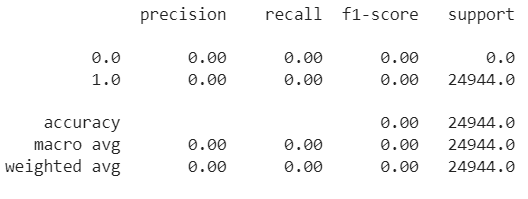 precision recall f1-score support
0.0 0.00 0.00 0.00 0.0
1.0 0.00 0.00 0.00 24944.0
accuracy 0.00 24944.0
macro avg 0.00 0.00 0.00 24944.0
weighted avg 0.00 0.00 0.00 24944.0